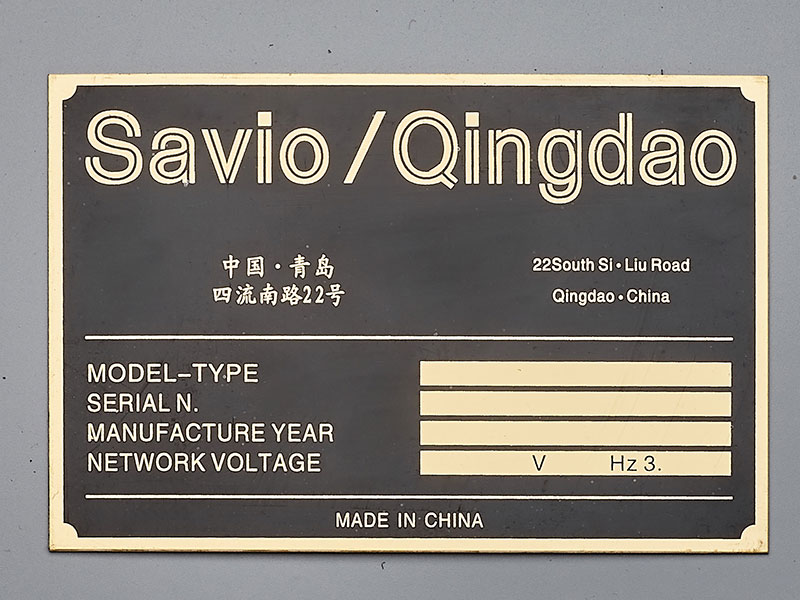 Savio/Qingdao
中国·青岛
四流南路22号
22South Si•Liu Road
Qingdao•China
MODEL-TYPE
SERIAL N.
MANUFACTURE YEAR
NETWORK VOLTAGE V Hz 3.
MADE IN CHINA